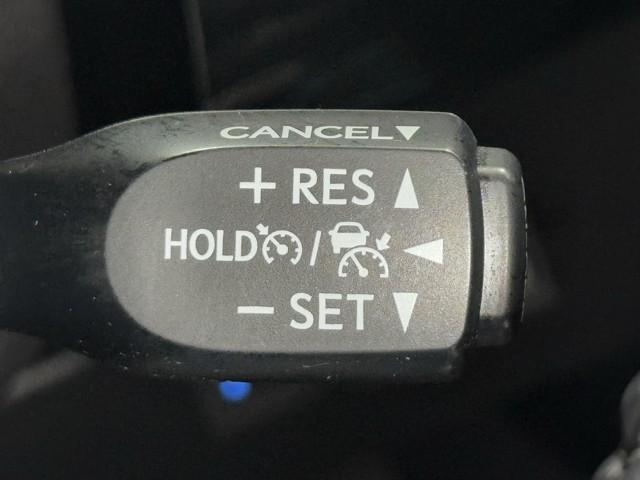 CANCEL▼
+ RES ▲
HOLD / ◀
− SET ▼